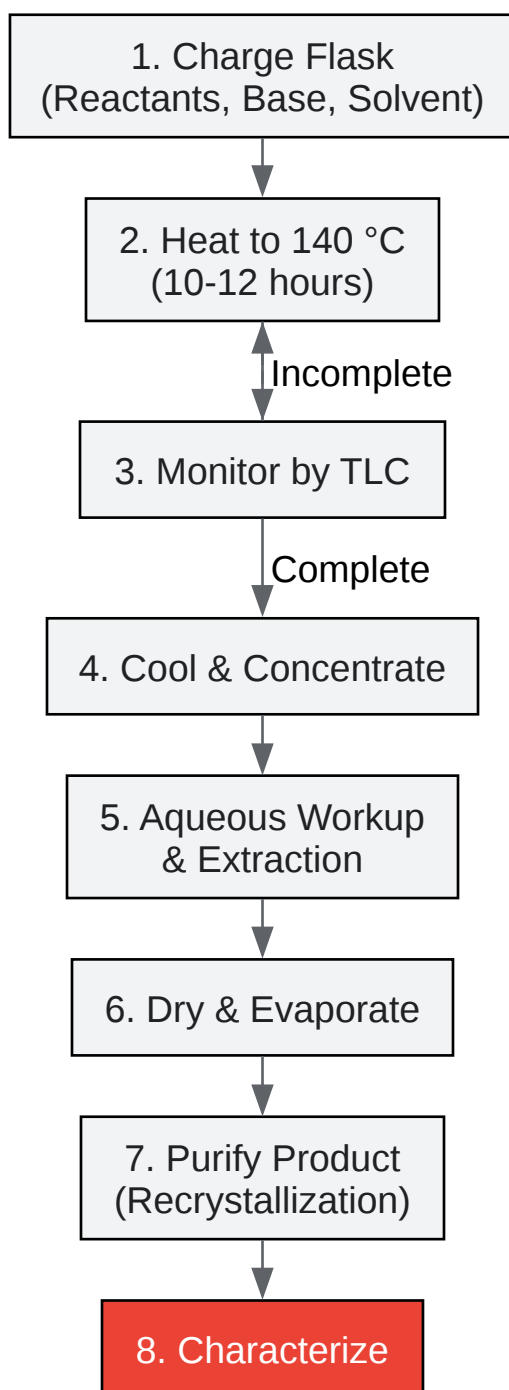 1. Charge Flask
(Reactants, Base, Solvent)
2. Heat to 140 °C
(10-12 hours)
Incomplete
3. Monitor by TLC
Complete
4. Cool & Concentrate
5. Aqueous Workup
& Extraction
6. Dry & Evaporate
7. Purify Product
(Recrystallization)
8. Characterize